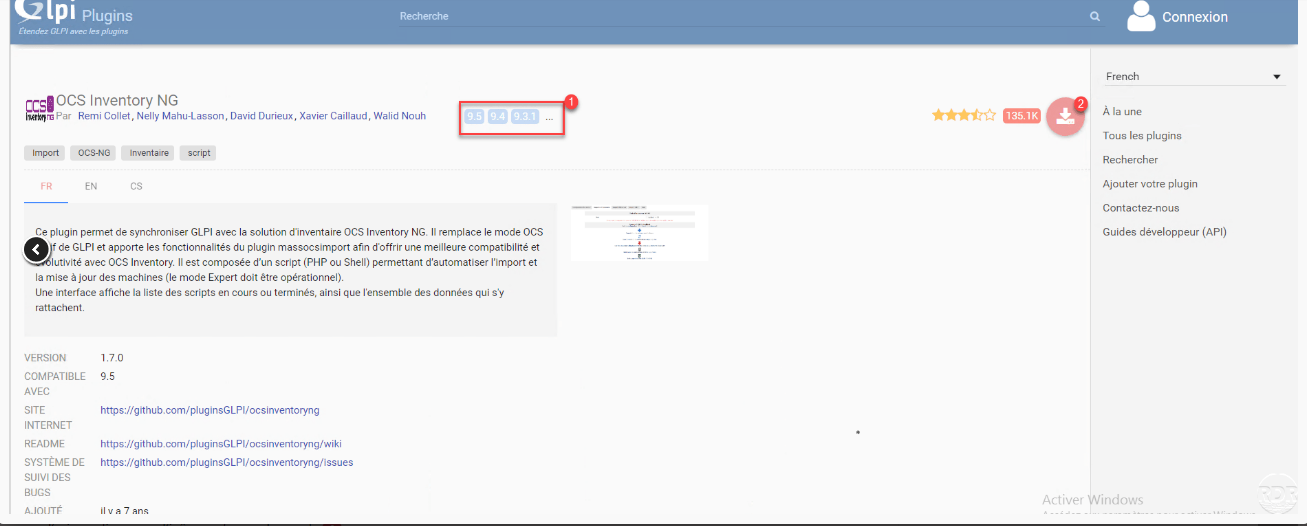 Glpi Plugins
Étendez GLPI avec les plugins
Recherche
Connexion
French
À la une
Tous les plugins
Rechercher
Ajouter votre plugin
Contactez-nous
Guides développeur (API)
OCS Inventory NG
Par Remi Collet, Nelly Mahu-Lasson, David Durieux, Xavier Caillaud, Walid Nouh
9.5 9.4 9.3.1 ...
1
135.1K
2
Import OCS-NG Inventaire script
FR EN CS
Ce plugin permet de synchroniser GLPI avec la solution d'inventaire OCS Inventory NG. Il remplace le mode OCS
de GLPI et apporte les fonctionnalités du plugin massocsimport afin d'offrir une meilleure compatibilité et
évolutivité avec OCS Inventory. Il est composée d'un script (PHP ou Shell) permettant d'automatiser l'import et
la mise à jour des machines (le mode Expert doit être opérationnel).
Une interface affiche la liste des scripts en cours ou terminés, ainsi que l'ensemble des données qui s'y
rattachent.
VERSION 1.7.0
COMPATIBLE 9.5
AVEC
SITE https://github.com/pluginsGLPI/ocsinventoryng
INTERNET
README https://github.com/pluginsGLPI/ocsinventoryng/wiki
SYSTÈME DE https://github.com/pluginsGLPI/ocsinventoryng/issues
SUIVI DES
BUGS
AJOUTÉ il y a 7 ans
Activer Windows
RDR